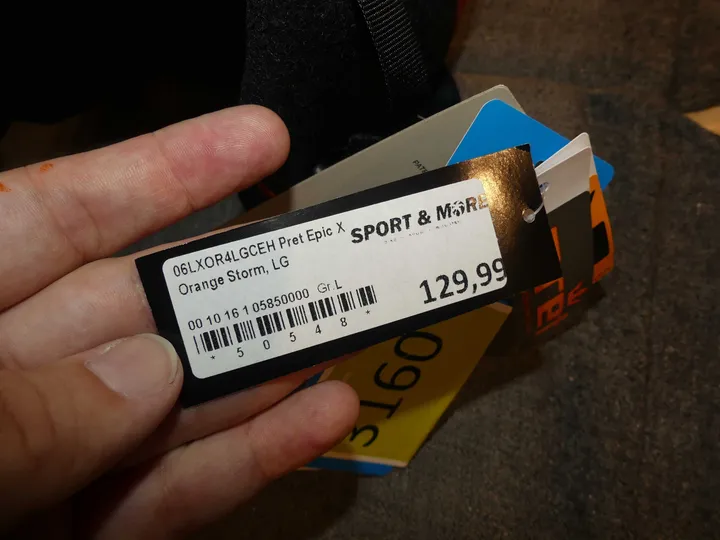 06LXOR4LGCEH Pret Epic X
Orange Storm, LG
SPORT & MORE
129,99
00 10 16 1 05850000 Gr.L
* 5 0 5 4 8 *
3160